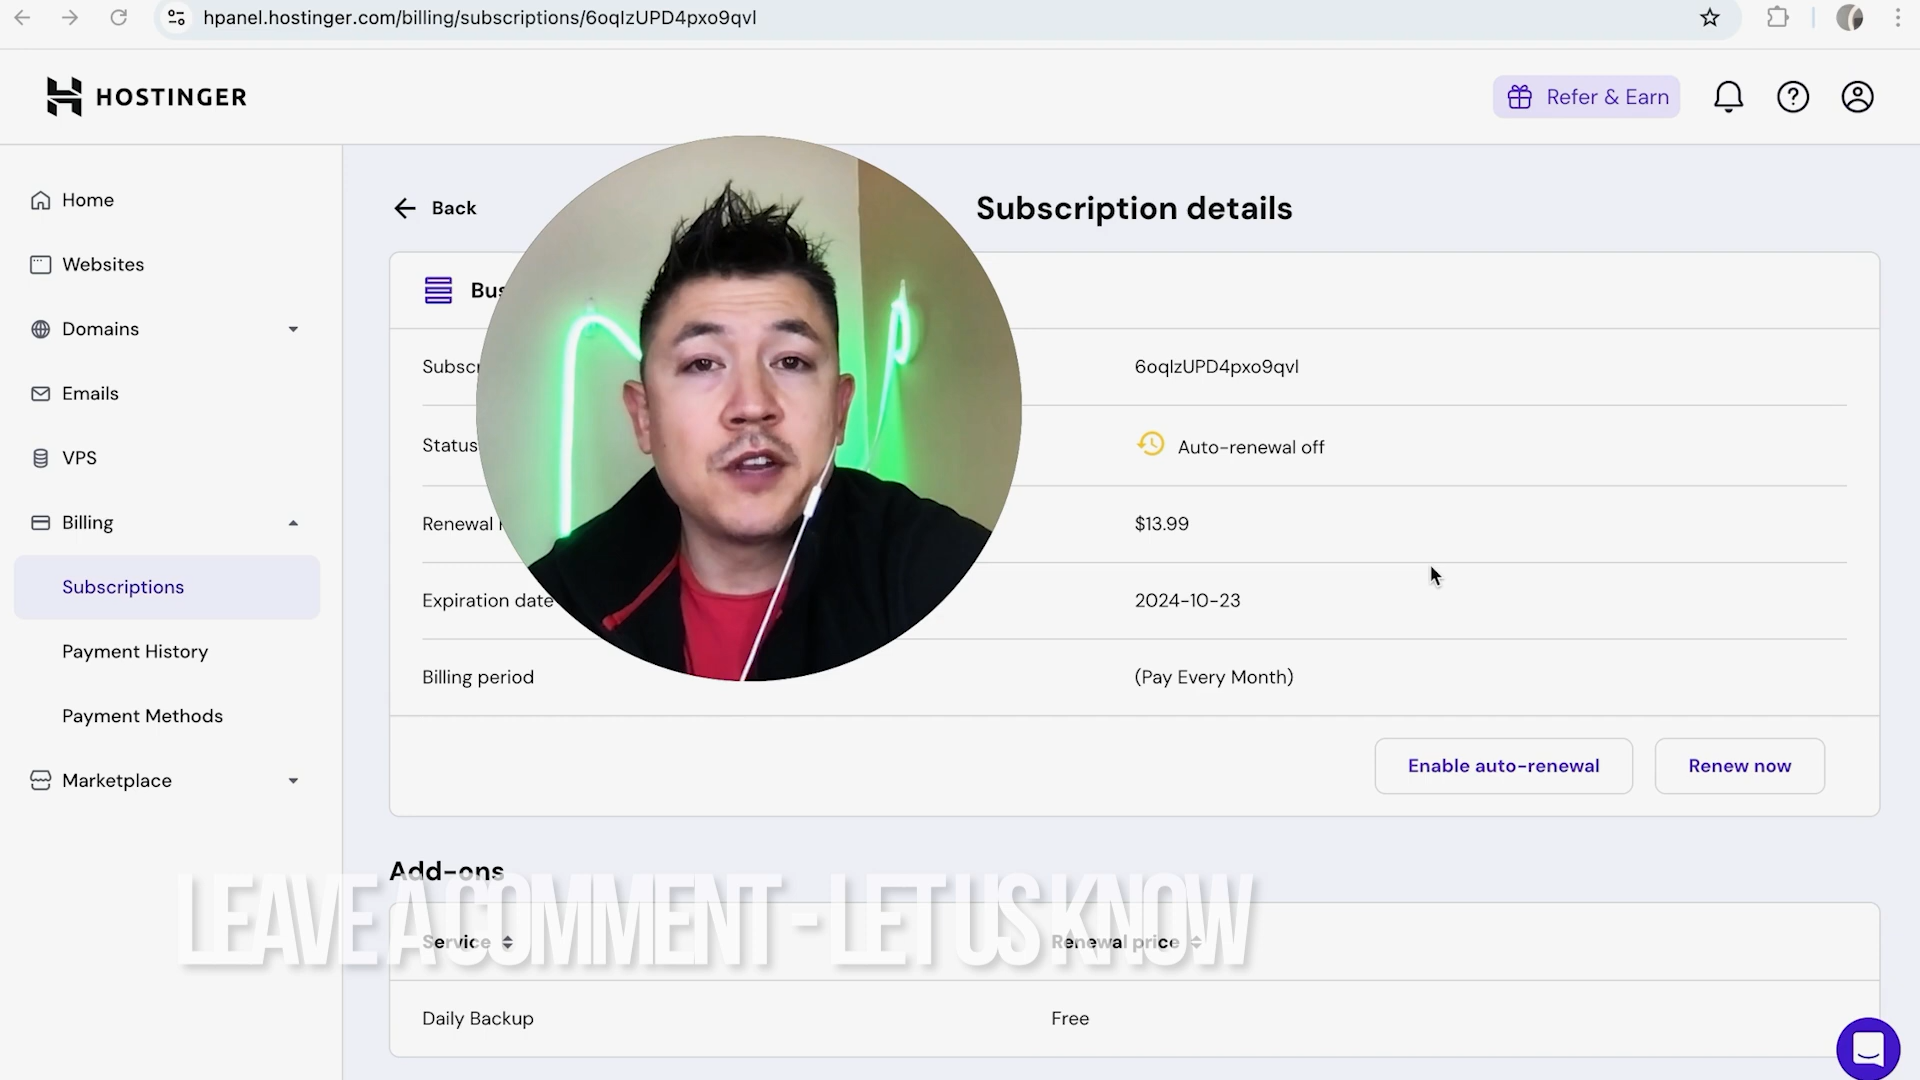 hpanel.hostinger.com/billing/subscriptions/6oqlzUPD4pxo9qvl
HOSTINGER
Refer & Earn
Home
Websites
Domains
Emails
VPS
Billing
Subscriptions
Payment History
Payment Methods
Marketplace
Back
Subscription details
6oqlzUPD4pxo9qvl
Status
Auto-renewal off
Renewal
$13.99
Expiration date
2024-10-23
Billing period
(Pay Every Month)
Enable auto-renewal
Renew now
Add-ons
LEAVE A COMMENT - LET US KNOW
Service
Renewal price
Daily Backup
Free